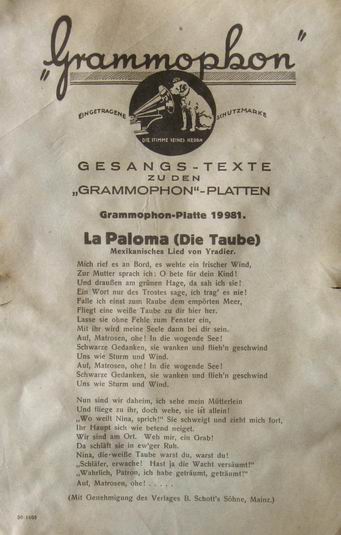 „Grammophon"
EINGETRAGENE SCHUTZMARKE
DIE STIMME SEINES HERRN
GESANGS-TEXTE
ZU DEN
„GRAMMOPHON"-PLATTEN
Grammophon-Platte 19981.
La Paloma (Die Taube)
Mexikanisches Lied von Yradier.
Mich rief es an Bord, es wehte ein frischer Wind,
Zur Mutter sprach ich: O bete für dein Kind!
Und draußen am grünen Hage, da sah ich sie!
Ein Wort nur des Trostes sage, ich trag' es nie!
Falle ich einst zum Raube dem empörten Meer,
Fliegt eine weiße Taube zu dir hier her.
Lasse sie ohne Fehle zum Fenster ein,
Mit ihr wird meine Seele dann bei dir sein.
Auf, Matrosen, ohe! In die wogende See!
Schwarze Gedanken, sie wanken und flieh'n geschwind
Uns wie Sturm und Wind.
Auf, Matrosen, ohe! In die wogende See!
Schwarze Gedanken, sie wanken und flieh'n geschwind
Uns wie Sturm und Wind.
Nun sind wir daheim, ich sehe mein Mütterlein
Und fliege zu ihr, doch wehe, sie ist allein!
„Wo weilt Nina, sprich!" Sie schweigt und zieht mich fort,
Ihr Haupt sich wie betend neiget.
Wir sind am Ort. Weh mir, ein Grab!
Da schläft sie in ew'ger Ruh.
Nina, die weiße Taube warst du, warst du!
„Schläfer, erwache! Hast ja die Wacht versäumt!"
„Wahrlich, Patron, ich habe geträumt, geträumt!"
Auf, Matrosen, ohe! . . . . .
(Mit Genehmigung des Verlages B. Schott's Söhne, Mainz.)